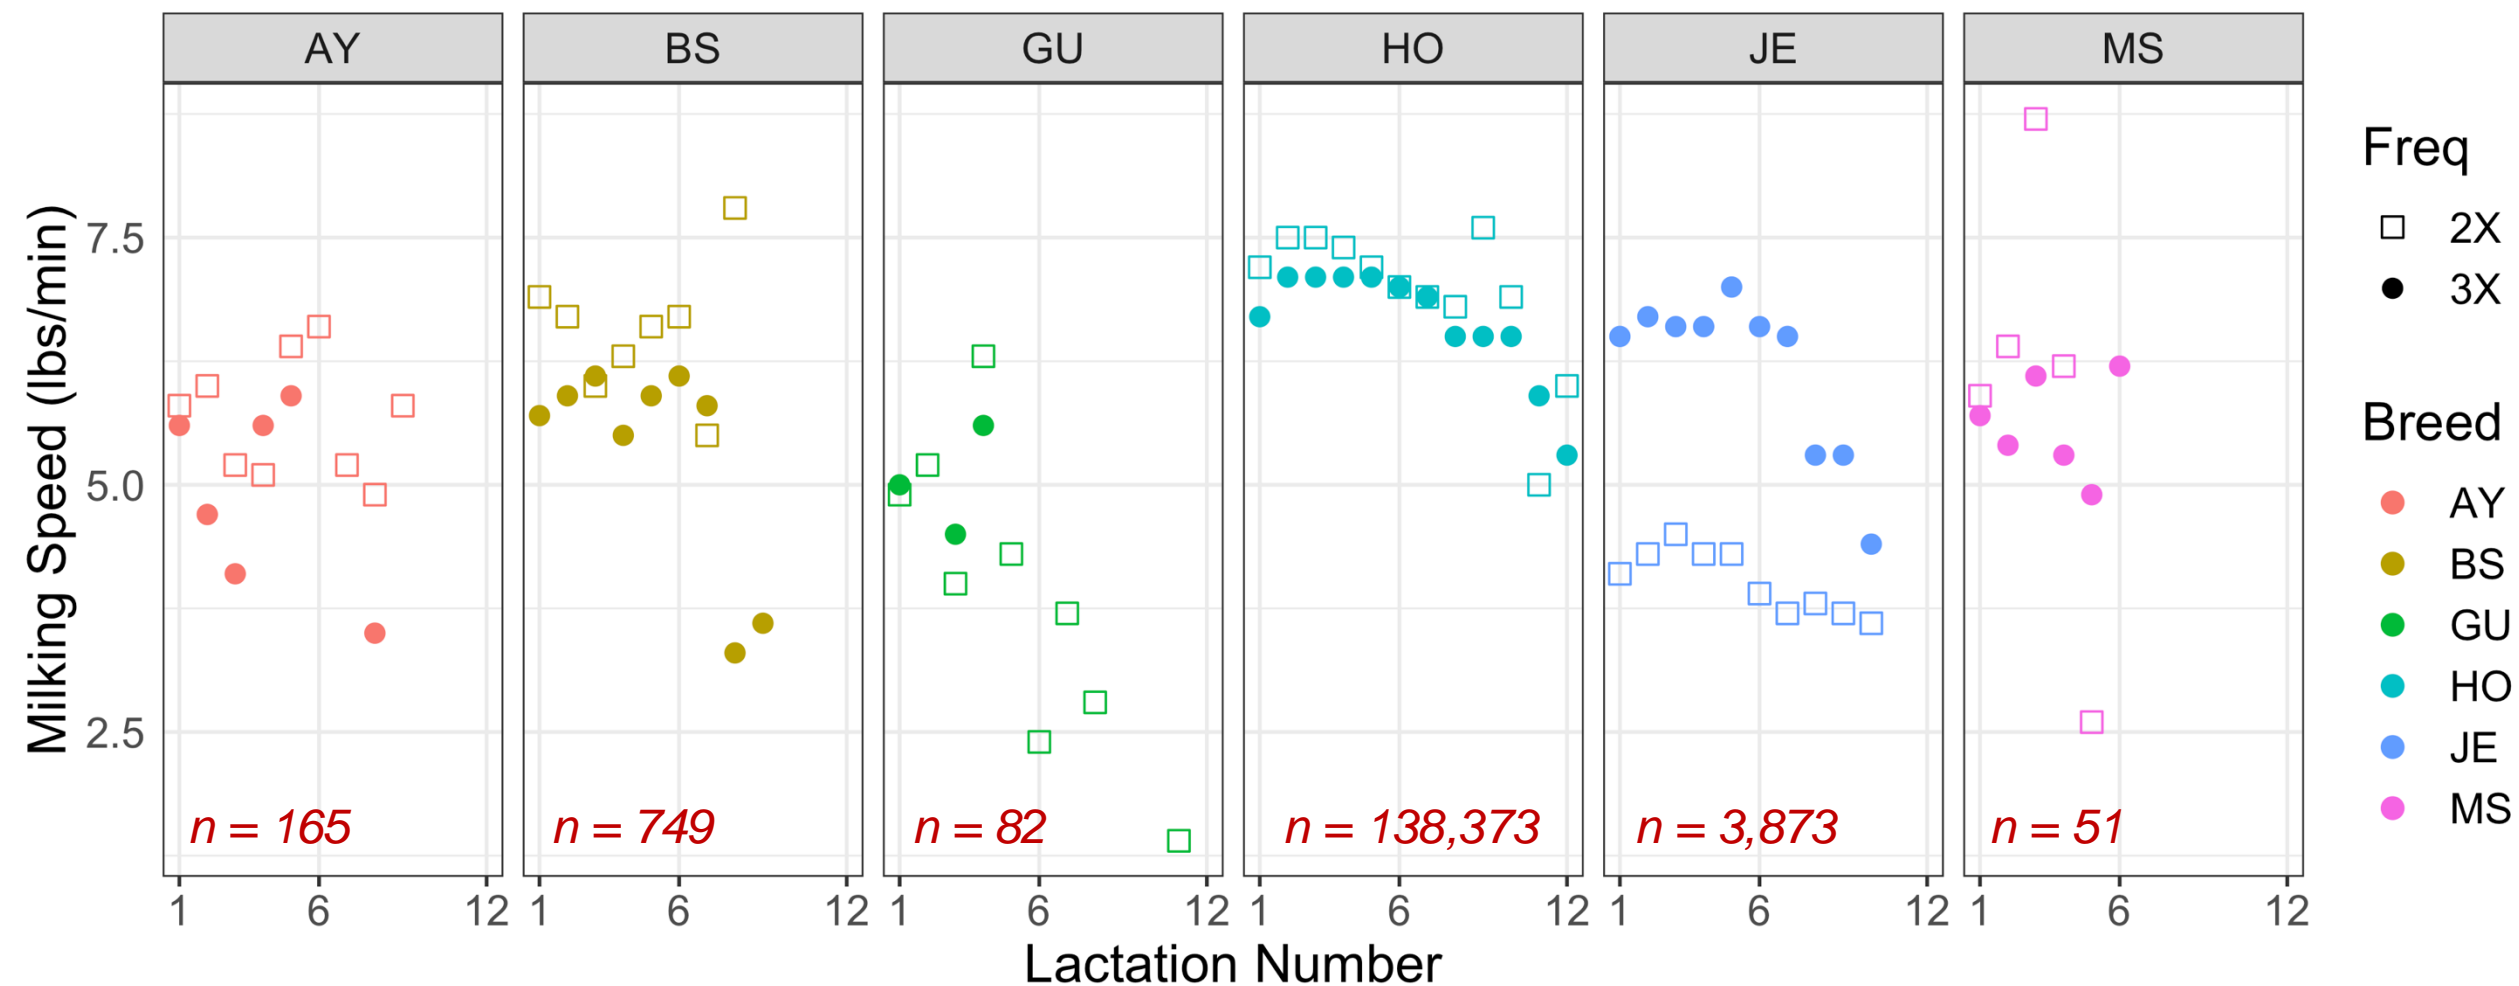 AY BS GU HO JE MS
Milking Speed (lbs/min)
7.5
5.0
2.5
n = 165 n = 749 n = 82 n = 138,373 n = 3,873 n = 51
1 6 12 1 6 12 1 6 12 1 6 12 1 6 12 1 6 12
Lactation Number
Freq
2X
3X
Breed
AY
BS
GU
HO
JE
MS